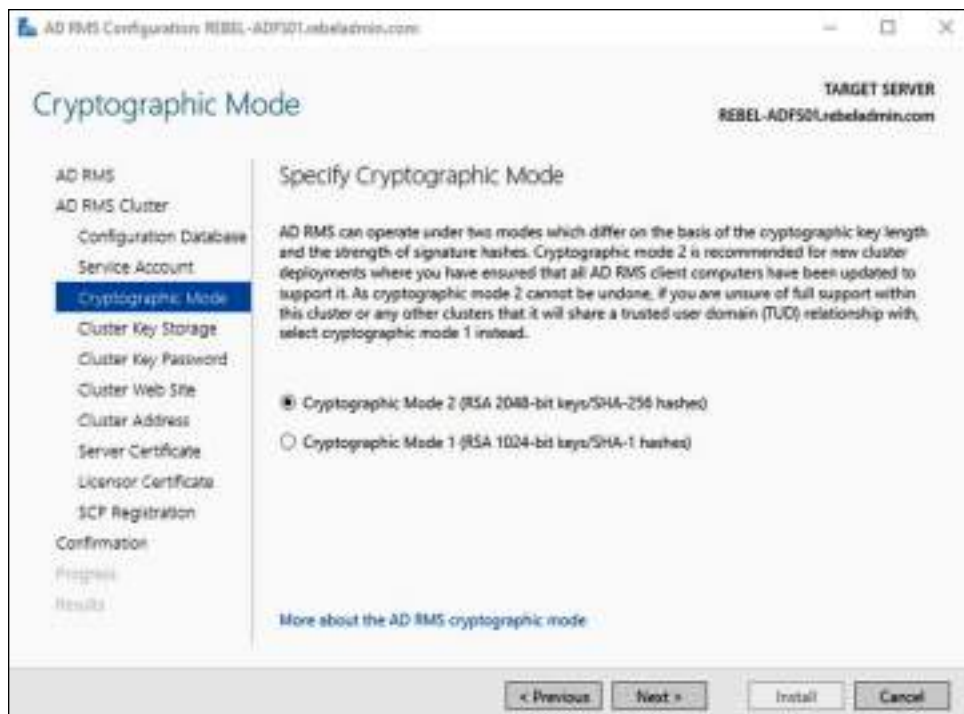 AD RMS Configuration: REBEL-ADFS01.rebeladmin.com
Cryptographic Mode
TARGET SERVER
REBEL-ADFS01.rebeladmin.com
AD RMS
AD RMS Cluster
Configuration Database
Service Account
Cryptographic Mode
Cluster Key Storage
Cluster Key Password
Cluster Web Site
Cluster Address
Server Certificate
Licensor Certificate
SCP Registration
Confirmation
Progress
Results
Specify Cryptographic Mode
AD RMS can operate under two modes which differ on the basis of the cryptographic key length
and the strength of signature hashes. Cryptographic mode 2 is recommended for new cluster
deployments where you have ensured that all AD RMS client computers have been updated to
support it. As cryptographic mode 2 cannot be undone, if you are unsure of full support within
this cluster or any other clusters that it will share a trusted user domain (TUD) relationship with,
select cryptographic mode 1 instead.
Cryptographic Mode 2 (RSA 2048-bit keys/SHA-256 hashes)
Cryptographic Mode 1 (RSA 1024-bit keys/SHA-1 hashes)
More about the AD RMS cryptographic mode
< Previous
Next >
Install
Cancel